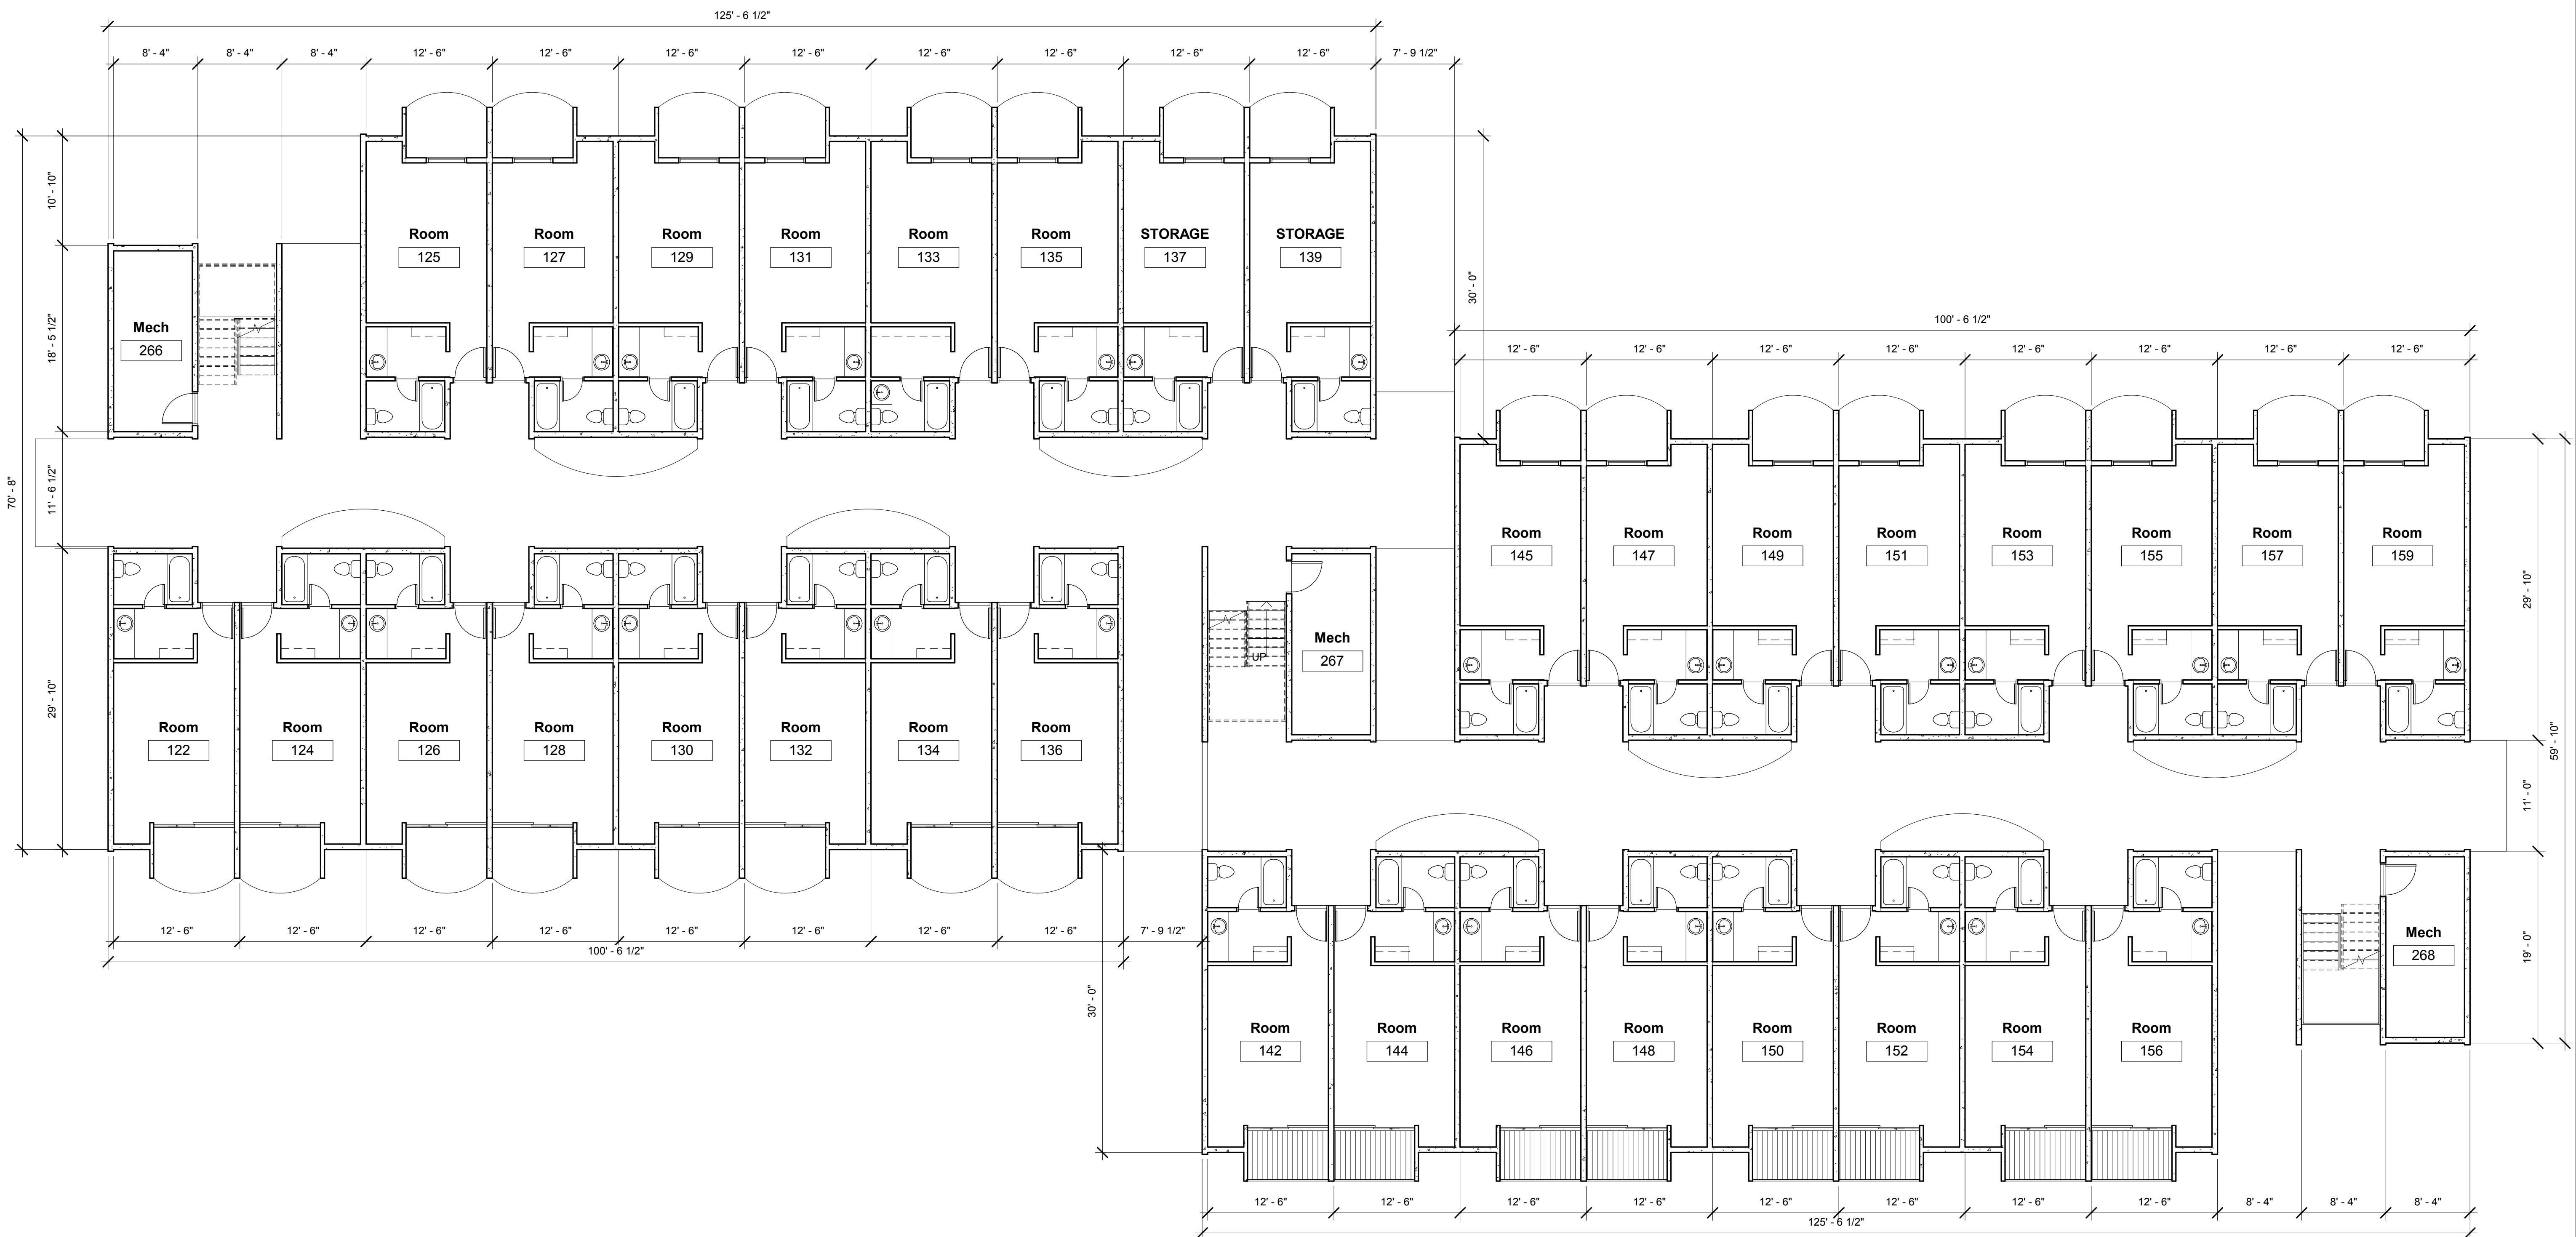 125' - 6 1/2"
8' - 4" 8' - 4" 8' - 4" 12' - 6" 12' - 6" 12' - 6" 12' - 6" 12' - 6" 12' - 6" 12' - 6" 12' - 6" 7' - 9 1/2"
10' - 10"
Room Room Room Room Room Room STORAGE STORAGE
125 127 129 131 133 135 137 139
30' - 0"
18' - 5 1/2"
Mech
266
100' - 6 1/2"
12' - 6" 12' - 6" 12' - 6" 12' - 6" 12' - 6" 12' - 6" 12' - 6" 12' - 6"
70' - 8"
11' - 6 1/2"
Room Room Room Room Room Room Room Room
145 147 149 151 153 155 157 159
29' - 10"
Mech
267
UP
29' - 10"
Room Room Room Room Room Room Room Room
122 124 126 128 130 132 134 136
59' - 10"
11' - 0"
12' - 6" 12' - 6" 12' - 6" 12' - 6" 12' - 6" 12' - 6" 12' - 6" 12' - 6" 7' - 9 1/2"
100' - 6 1/2"
Mech
268
19' - 0"
30' - 0"
Room Room Room Room Room Room Room Room
142 144 146 148 150 152 154 156
12' - 6" 12' - 6" 12' - 6" 12' - 6" 12' - 6" 12' - 6" 12' - 6" 12' - 6" 8' - 4" 8' - 4" 8' - 4"
125' - 6 1/2"